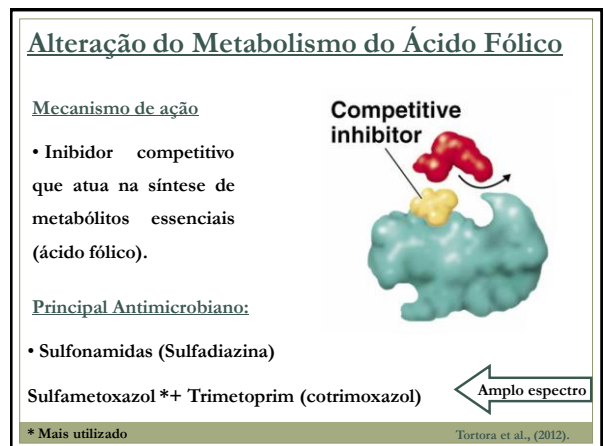 Alteração do Metabolismo do Ácido Fólico
Mecanismo de ação
• Inibidor competitivo
que atua na síntese de
metabólitos essenciais
(ácido fólico).
Competitive
inhibitor
Principal Antimicrobiano:
• Sulfonamidas (Sulfadiazina)
Sulfametoxazol *+ Trimetoprim (cotrimoxazol)
Amplo espectro
* Mais utilizado
Tortora et al., (2012).